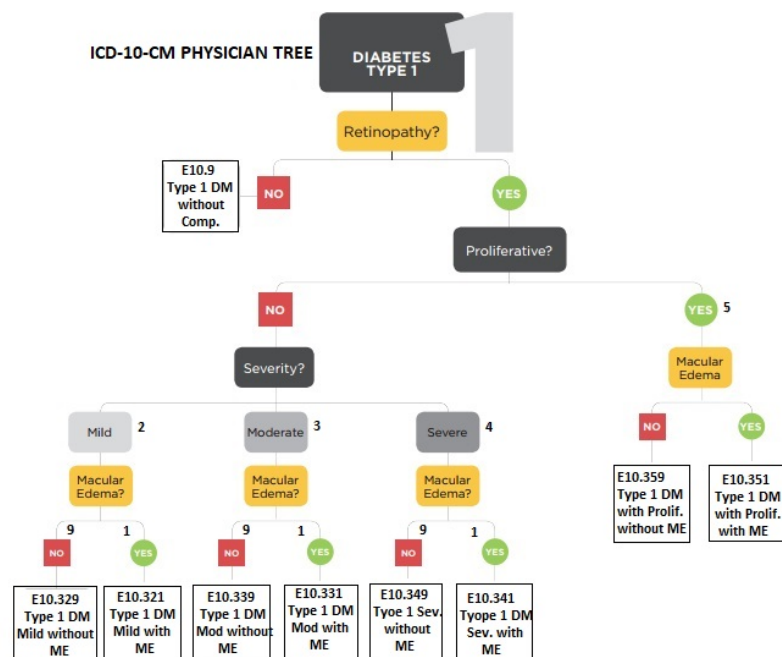 ICD-10-CM PHYSICIAN TREE
DIABETES
TYPE 1
1
Retinopathy?
E10.9
Type 1 DM
without
Comp.
NO
YES
Proliferative?
NO
YES
5
Severity?
Macular
Edema
Mild
2
Moderate
3
Severe
4
NO
YES
Macular
Edema?
Macular
Edema?
Macular
Edema?
E10.359
Type 1 DM
with Prolif.
without ME
E10.351
Type 1 DM
with Prolif.
with ME
9
1
9
1
9
1
NO
YES
NO
YES
NO
YES
E10.329
Type 1 DM
Mild without
ME
E10.321
Type 1 DM
Mild with
ME
E10.339
Type 1 DM
Mod without
ME
E10.331
Type 1 DM
Mod with
ME
E10.349
Tyoe 1 Sev.
without
ME
E10.341
Tyope 1 DM
Sev. with
ME